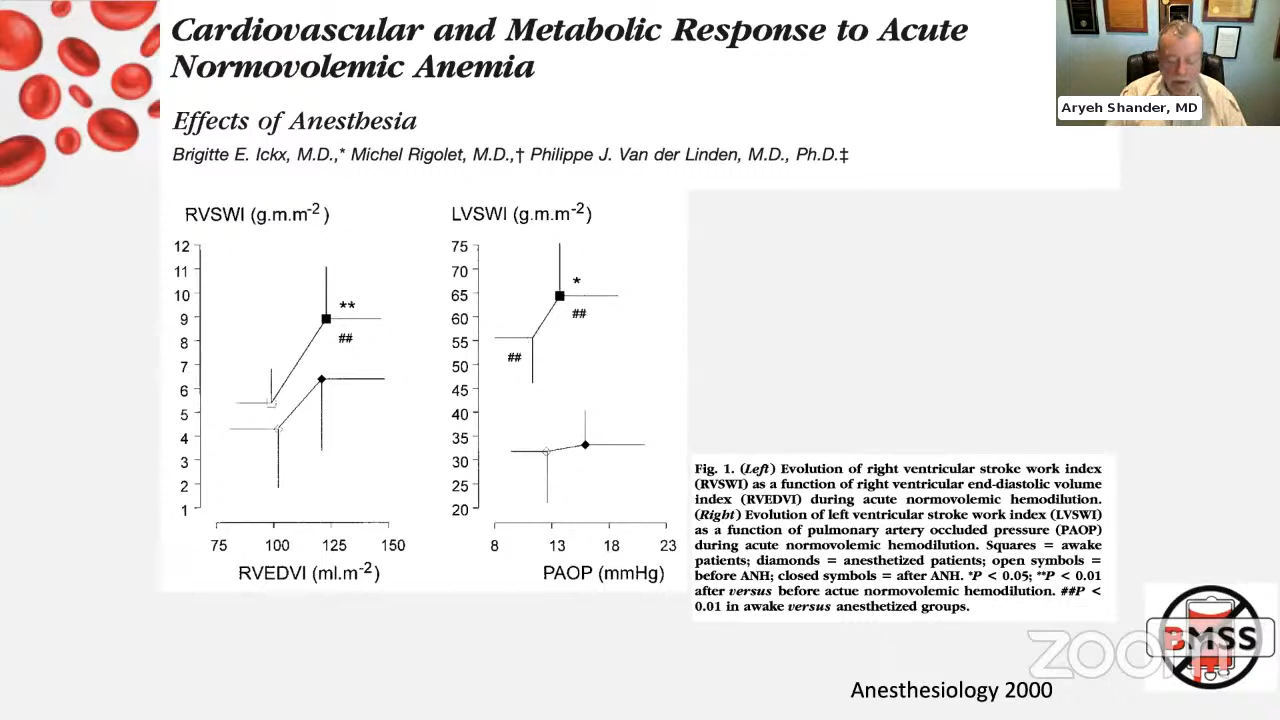 Cardiovascular and Metabolic Response to Acute
Normovolemic Anemia
Aryeh Shander, MD
Effects of Anesthesia
Brigitte E. Ickx, M.D.,* Michel Rigolet, M.D.,† Philippe J. Van der Linden, M.D., Ph.D.‡
RVSWI (g.m.m-2)
12
11
10
9
8
7
6
5
4
3
2
1
**
##
75 100 125 150
RVEDVI (ml.m-2)
LVSWI (g.m.m-2)
75
70
65
60
55
50
45
40
35
30
25
20
*
##
##
8 13 18 23
PAOP (mmHg)
Fig. 1. (Left) Evolution of right ventricular stroke work index
(RVSWI) as a function of right ventricular end-diastolic volume
index (RVEDVI) during acute normovolemic hemodilution.
(Right) Evolution of left ventricular stroke work index (LVSWI)
as a function of pulmonary artery occluded pressure (PAOP)
during acute normovolemic hemodilution. Squares = awake
patients; diamonds = anesthetized patients; open symbols =
before ANH; closed symbols = after ANH. *P < 0.05; **P < 0.01
after versus before actue normovolemic hemodilution. ##P <
0.01 in awake versus anesthetized groups.
BMSS
zoom
Anesthesiology 2000